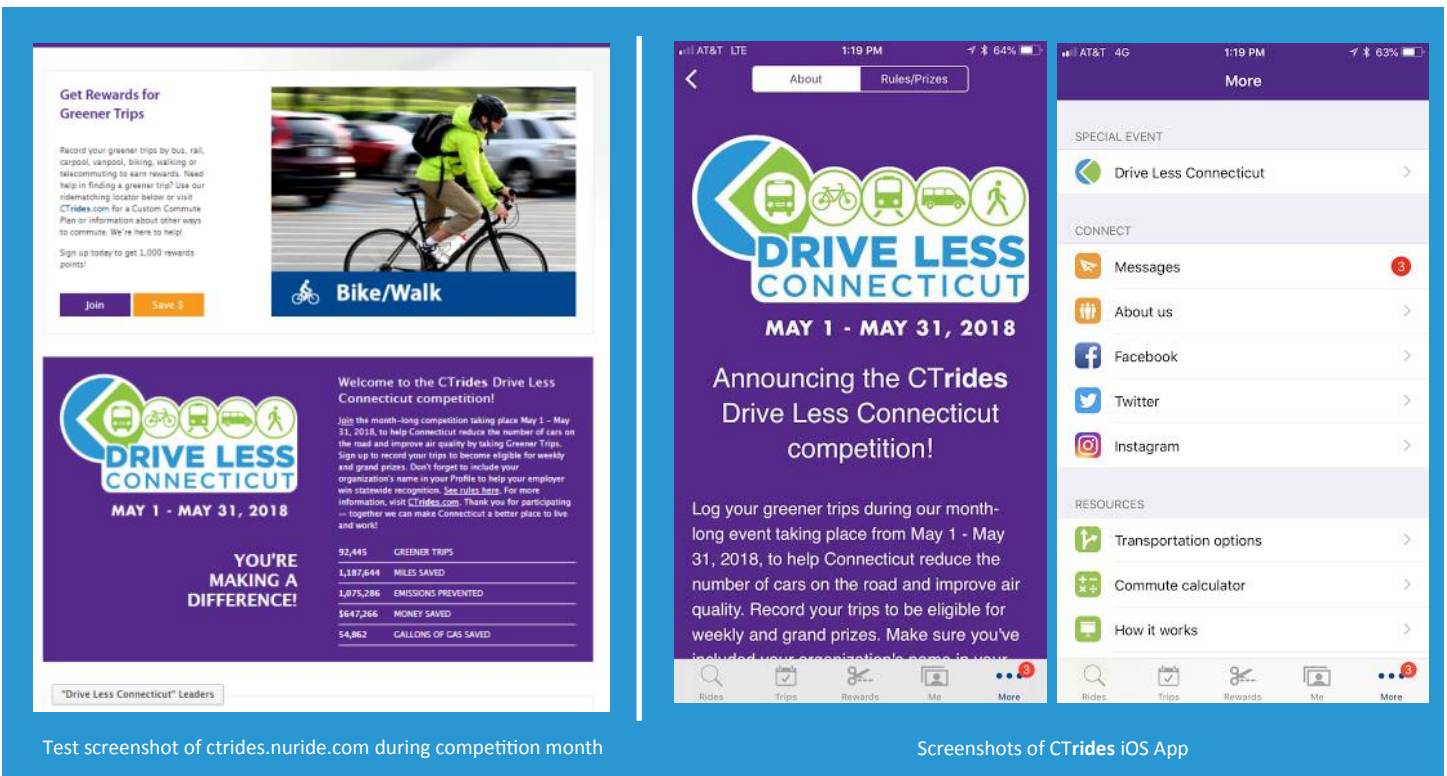 Get Rewards for
Greener Trips
Record your greener trips by bus, rail,
carpool, vanpool, biking, walking or
telecommuting to earn rewards. Need
help in finding a greener trip? Use our
ridematching locator below or visit
CTrides.com for a Custom Commute
Plan or information about other ways
to commute. We're here to help!
Sign up today to get 1,000 rewards
points!
Join
Save $
Bike/Walk
DRIVE LESS
CONNECTICUT
MAY 1 - MAY 31, 2018
YOU'RE
MAKING A
DIFFERENCE!
Welcome to the CTrides Drive Less
Connecticut competition!
Join the month-long competition taking place May 1 - May
31, 2018, to help Connecticut reduce the number of cars on
the road and improve air quality by taking Greener Trips.
Sign up to record your trips to become eligible for weekly
and grand prizes. Don't forget to include your
organization's name in your Profile to help your employer
win statewide recognition. See rules here. For more
information, visit CTrides.com. Thank you for participating
— together we can make Connecticut a better place to live
and work!
92,445 GREENER TRIPS
1,187,644 MILES SAVED
1,075,286 EMISSIONS PREVENTED
$647,266 MONEY SAVED
54,862 GALLONS OF GAS SAVED
"Drive Less Connecticut" Leaders
Test screenshot of ctrides.nuride.com during competition month
AT&T LTE 1:19 PM 64%
About Rules/Prizes
DRIVE LESS
CONNECTICUT
MAY 1 - MAY 31, 2018
Announcing the CTrides
Drive Less Connecticut
competition!
Log your greener trips during our month-
long event taking place from May 1 - May
31, 2018, to help Connecticut reduce the
number of cars on the road and improve air
quality. Record your trips to be eligible for
weekly and grand prizes. Make sure you've
included your organization's name in your
3
Rides Trips Rewards Me More
AT&T 4G 1:19 PM 63%
More
SPECIAL EVENT
Drive Less Connecticut
CONNECT
Messages 3
About us
Facebook
Twitter
Instagram
RESOURCES
Transportation options
Commute calculator
How it works
3
Rides Trips Rewards Me More
Screenshots of CTrides iOS App